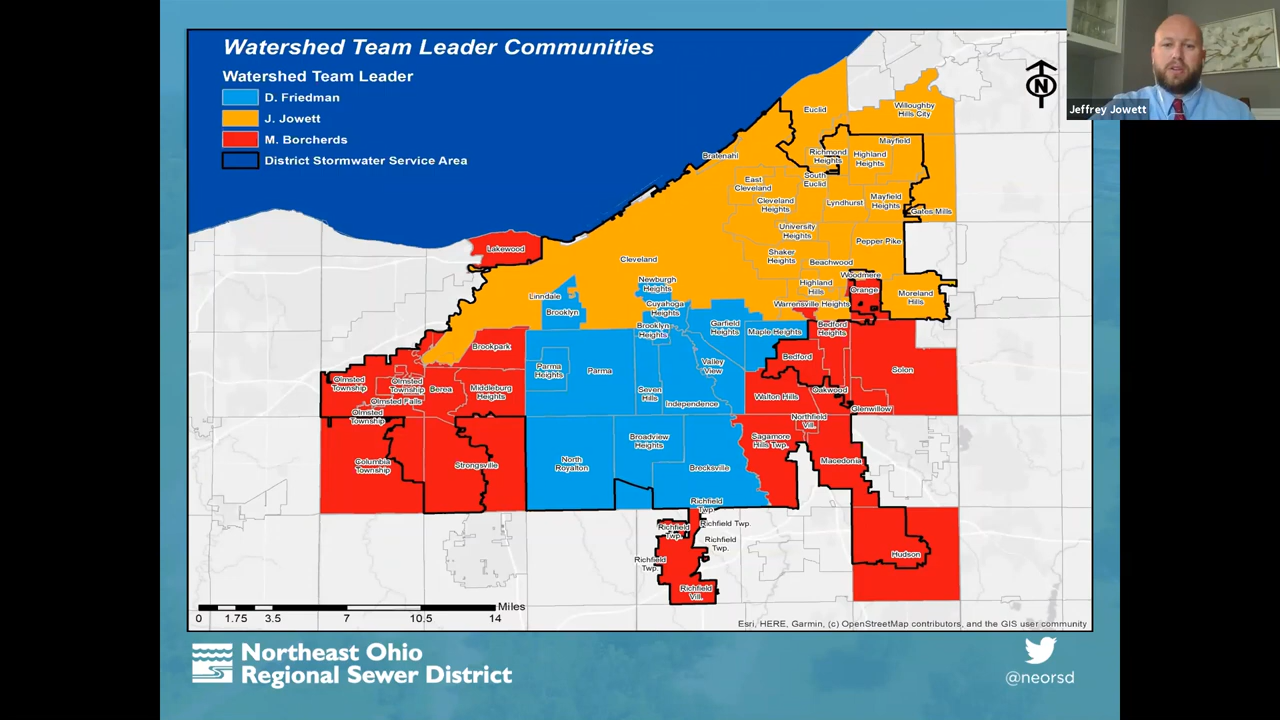 Watershed Team Leader Communities
Watershed Team Leader
D. Friedman
J. Jowett
M. Borcherds
District Stormwater Service Area
N
Jeffrey Jowett
Euclid
Willoughby
Hills City
Mayfield
Bratenahl
Richmond
Heights
Highland
Heights
South
Euclid
East
Cleveland
Cleveland
Heights
Lyndhurst
Mayfield
Heights
Gates Mills
University
Heights
Pepper Pike
Lakewood
Cleveland
Shaker
Heights
Beachwood
Woodmere
Newburgh
Heights
Highland
Hills
Orange
Moreland
Hills
Linndale
Brooklyn
Cuyahoga
Heights
Warrensville Heights
Brooklyn
Heights
Garfield
Heights
Maple Heights
Bedford
Heights
Brookpark
Bedford
Parma
Heights
Parma
Valley
View
Solon
Olmsted
Township
Olmsted
Township
Berea
Middleburg
Heights
Seven
Hills
Oakwood
Olmsted Falls
Walton Hills
Independence
Glenwillow
Olmsted
Township
Northfield
Vill.
Broadview
Heights
Sagamore
Hills Twp.
Columbia
Township
Strongsville
North
Royalton
Brecksville
Macedonia
Richfield
Twp.
Richfield
Twp.
Richfield Twp.
Richfield
Twp.
Richfield
Twp.
Hudson
Richfield
Vill.
Miles
0 1.75 3.5 7 10.5 14
Esri, HERE, Garmin, (c) OpenStreetMap contributors, and the GIS user community
Northeast Ohio
Regional Sewer District
@neorsd